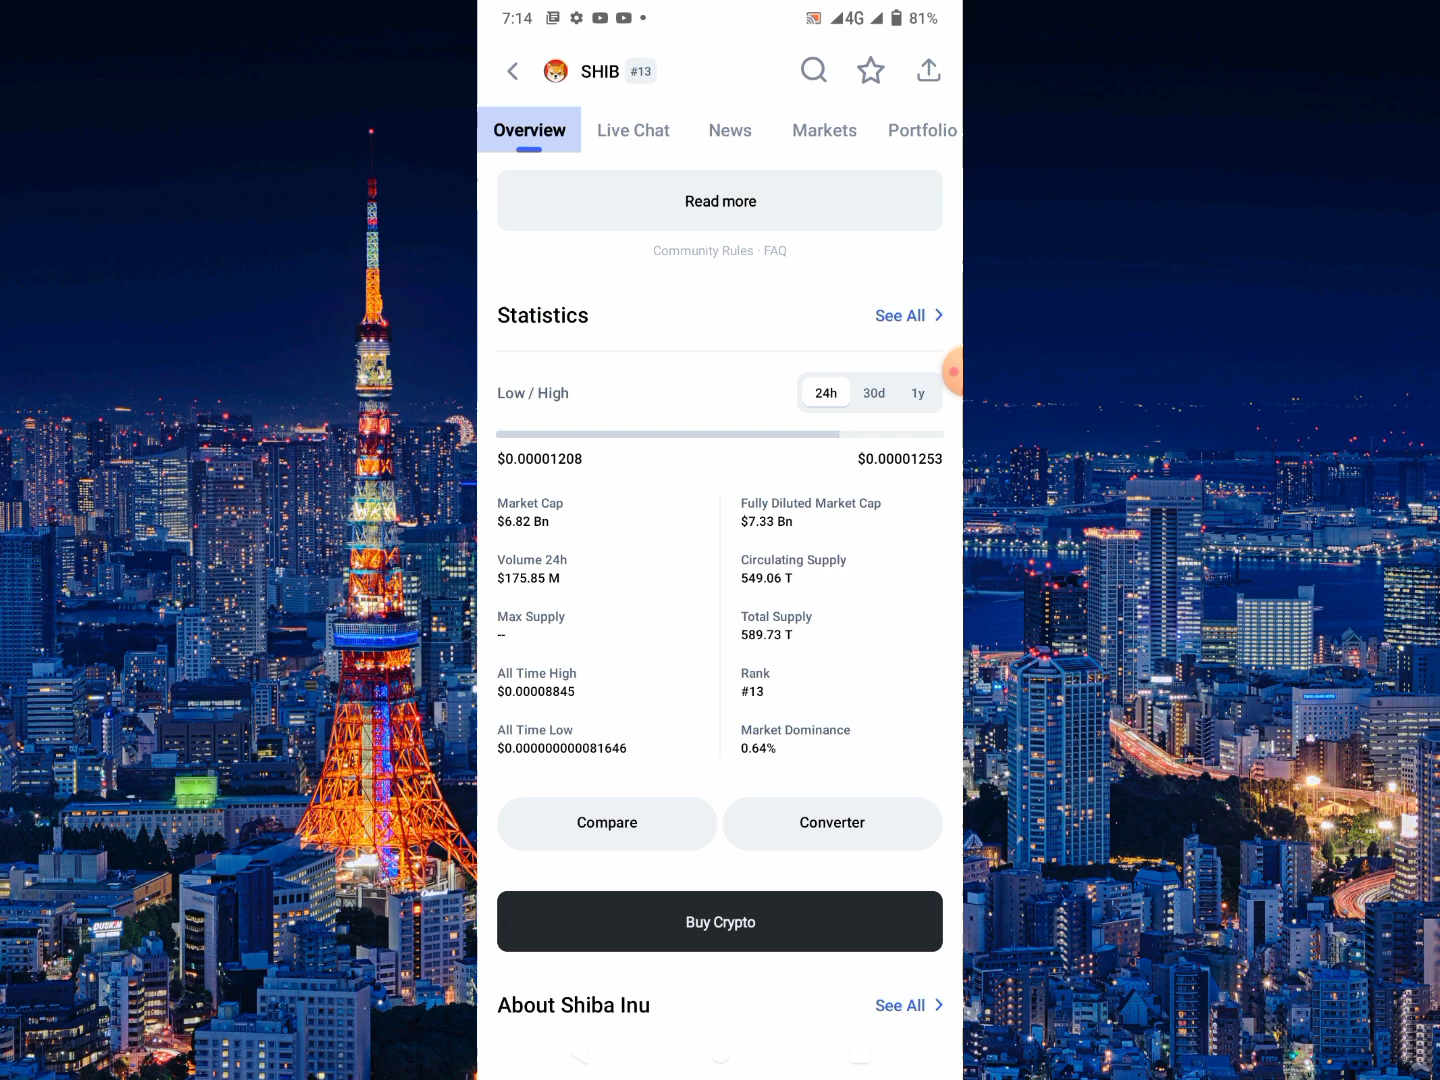 7:14
4G
81%
SHIB
#13
Overview
Live Chat
News
Markets
Portfolio
Read more
Community Rules · FAQ
Statistics
See All
Low / High
24h
30d
1y
$0.00001208
$0.00001253
Market Cap
$6.82 Bn
Fully Diluted Market Cap
$7.33 Bn
Volume 24h
$175.85 M
Circulating Supply
549.06 T
Max Supply
--
Total Supply
589.73 T
All Time High
$0.00008845
Rank
#13
All Time Low
$0.000000000081646
Market Dominance
0.64%
Compare
Converter
Buy Crypto
About Shiba Inu
See All
DUSKIN